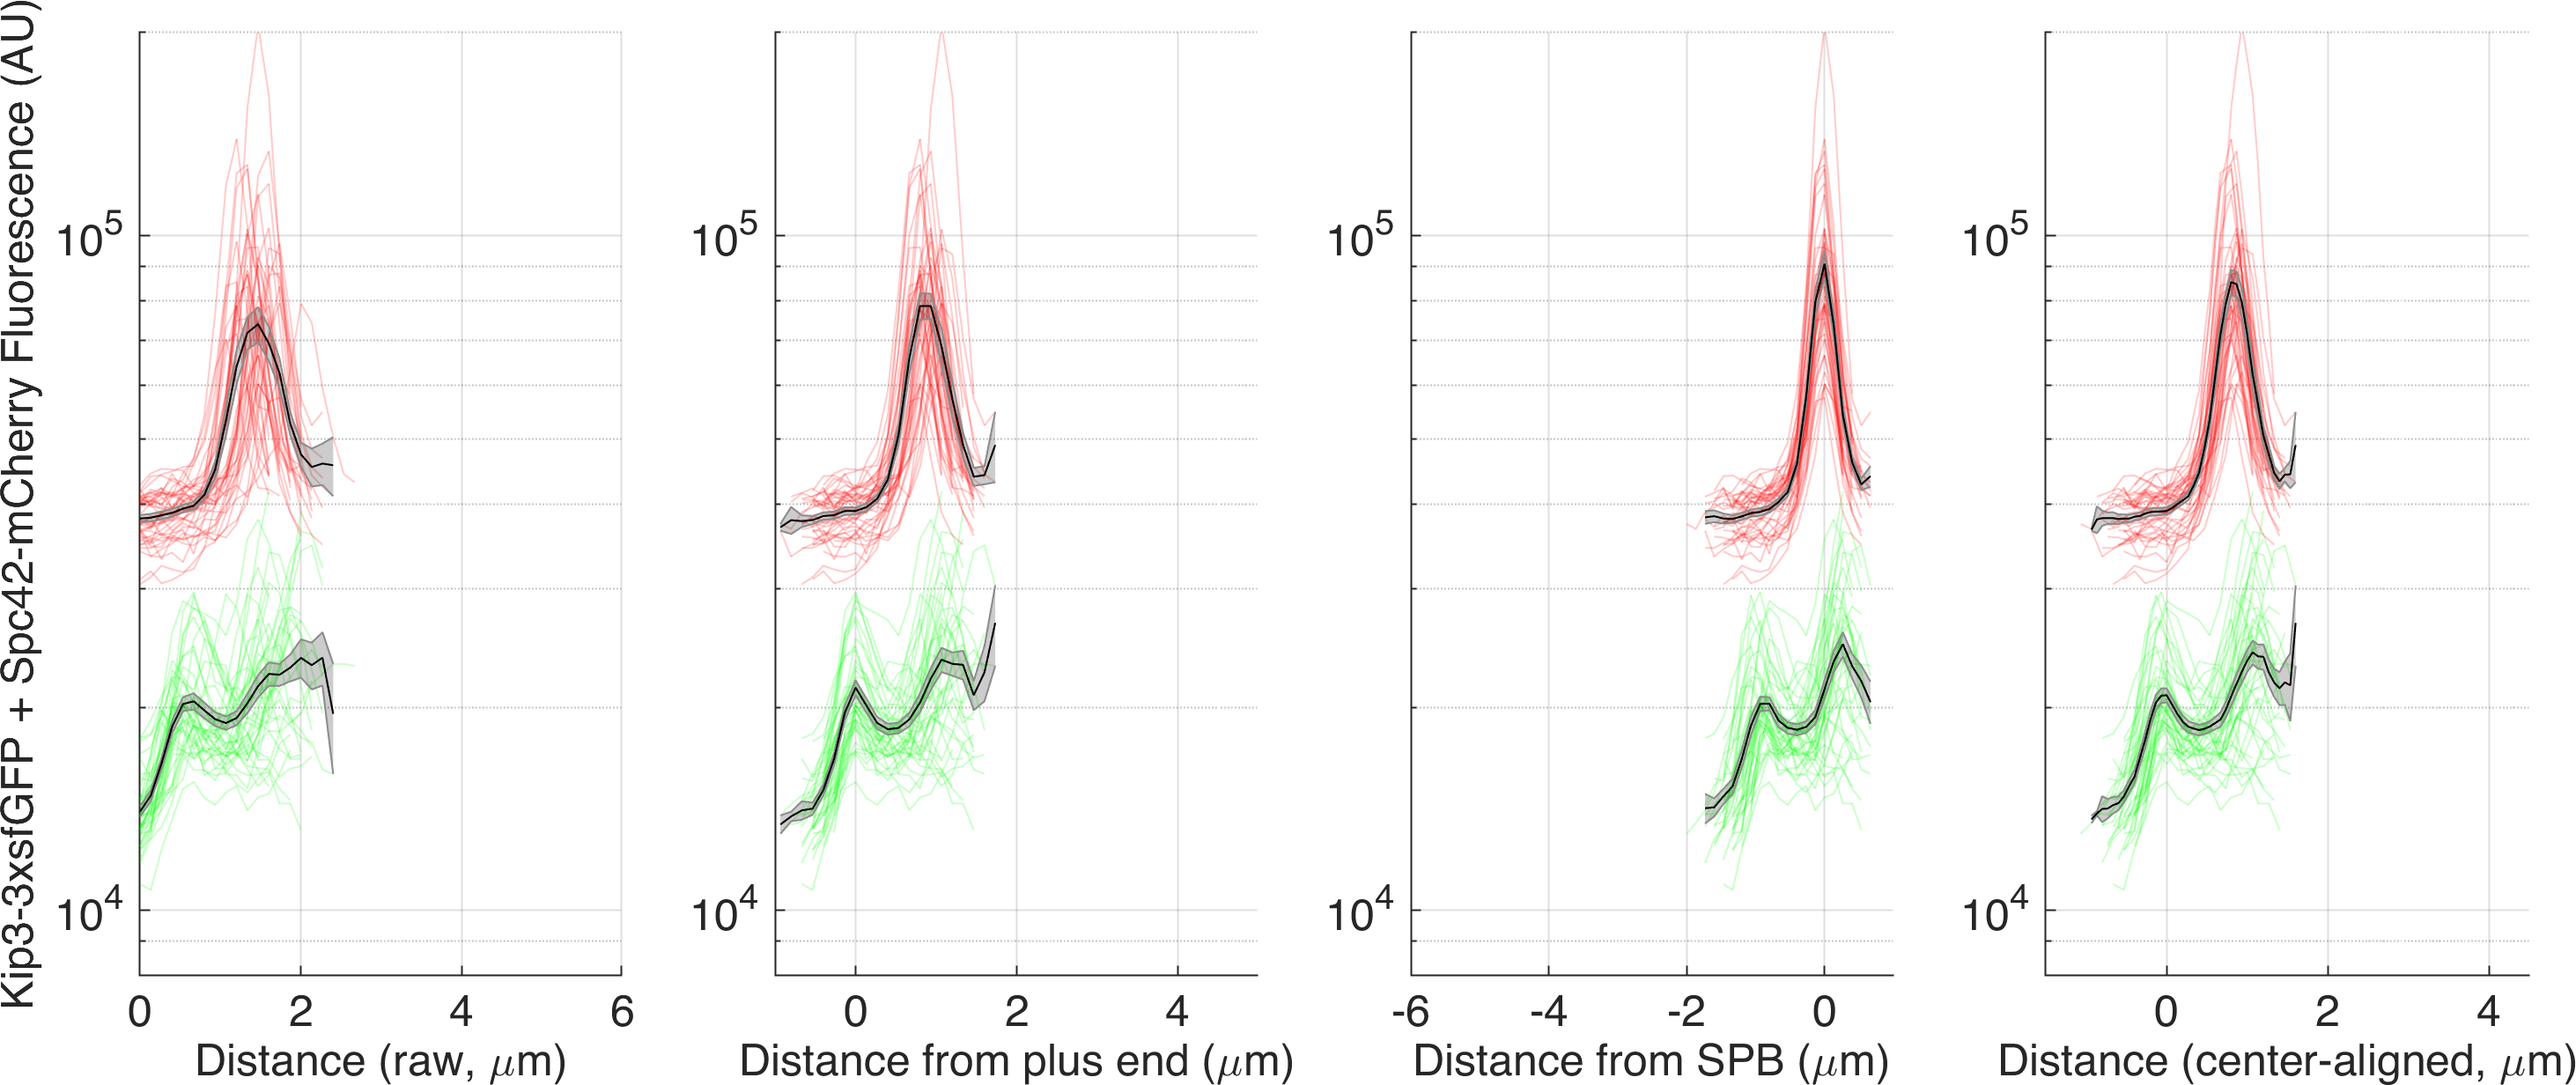 Kip3-3xsfGFP + Spc42-mCherry Fluorescence (AU)
10^5
10^4
0 2 4 6
Distance (raw, μm)
10^5
10^4
0 2 4
Distance from plus end (μm)
10^5
10^4
-6 -4 -2 0
Distance from SPB (μm)
10^5
10^4
0 2 4
Distance (center-aligned, μm)